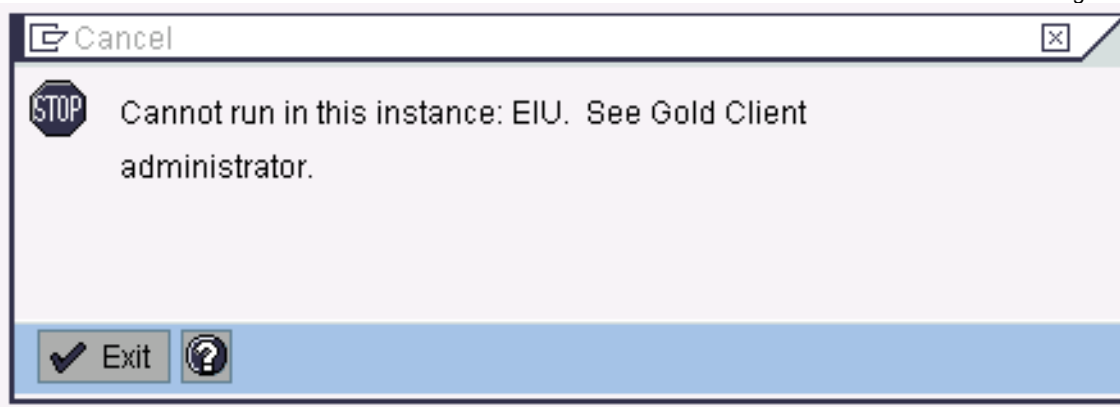 Cancel
STOP
Cannot run in this instance: EIU. See Gold Client
administrator.
Exit